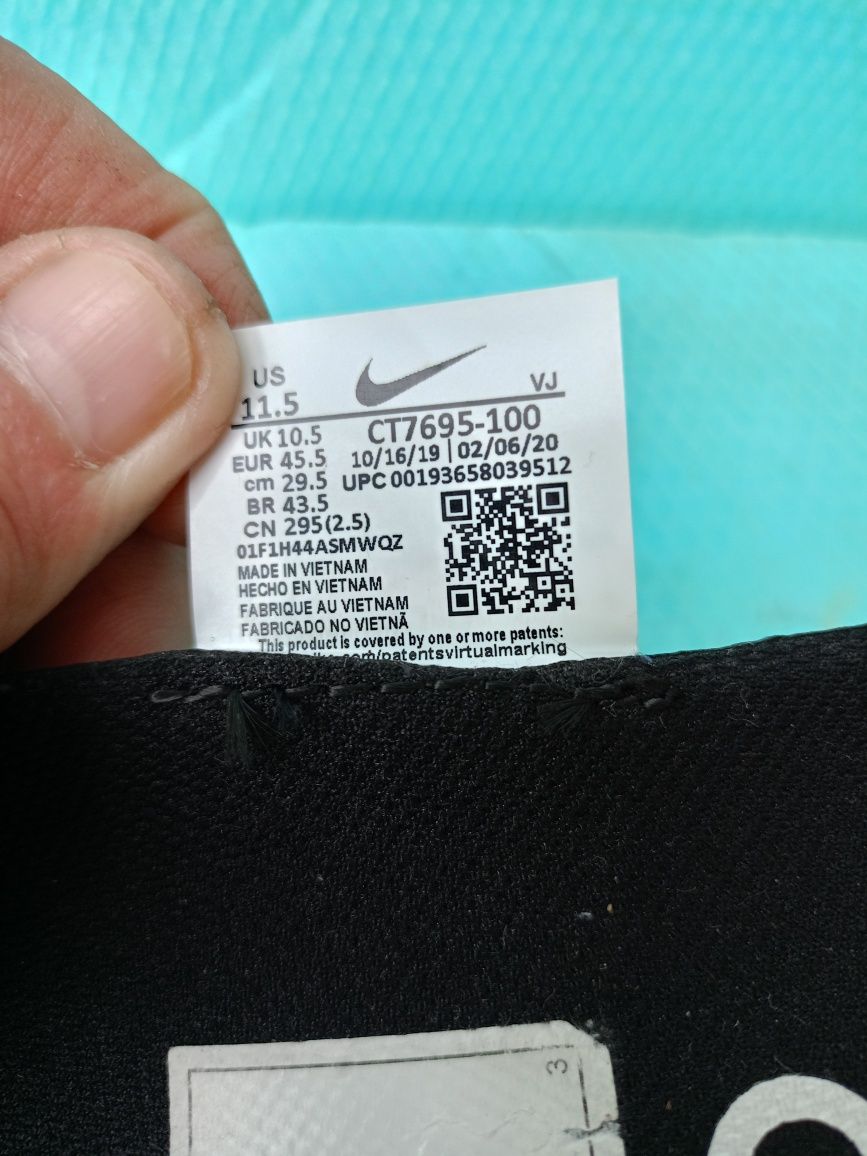 US
11.5
VJ
UK 10.5
CT7695-100
EUR 45.5
10/16/19 | 02/06/20
cm 29.5
UPC 00193658039512
BR 43.5
CN 295(2.5)
01F1H44ASMWQZ
MADE IN VIETNAM
HECHO EN VIETNAM
FABRIQUE AU VIETNAM
FABRICADO NO VIETNÃ
This product is covered by one or more patents:
.com/patentsvirtualmarking
3